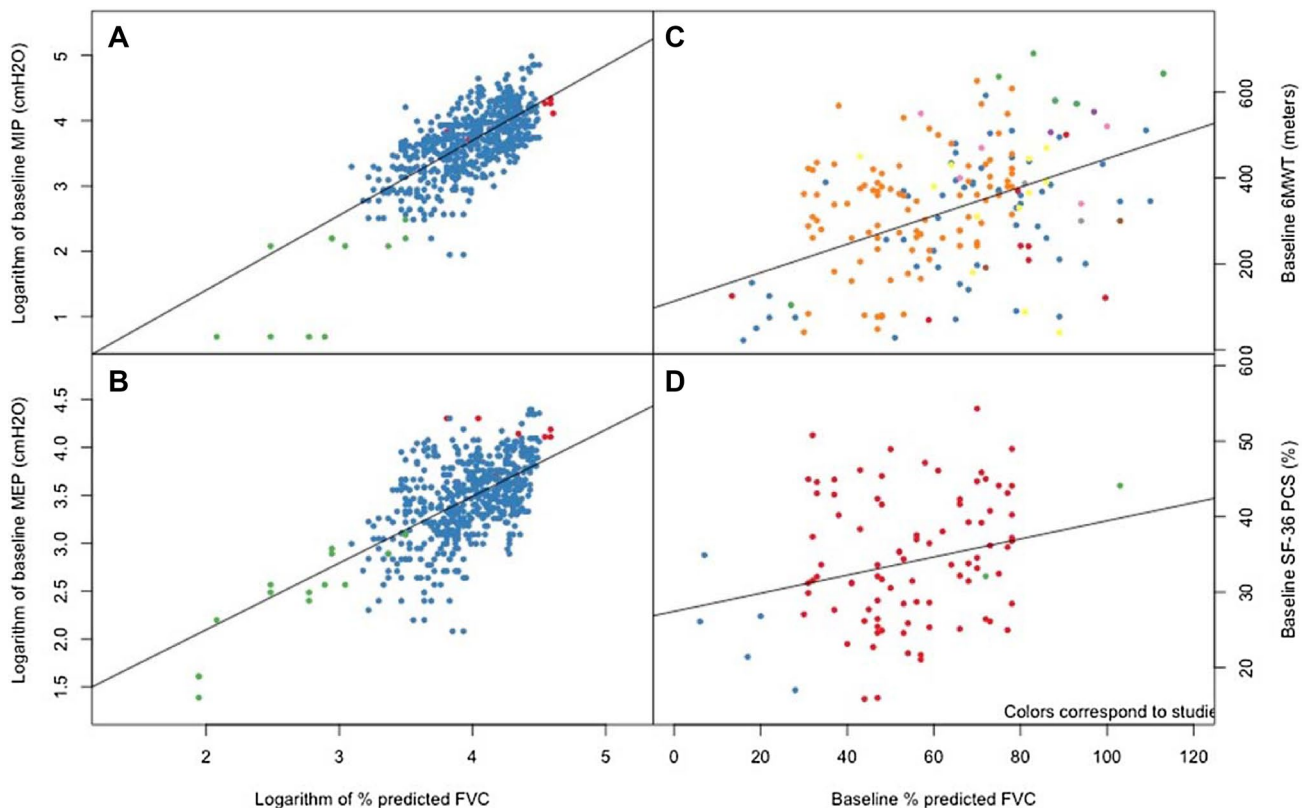 A
B
C
D
Logarithm of baseline MIP (cmH2O)
5
4
3
2
1
Logarithm of baseline MEP (cmH2O)
4.5
4.0
3.5
3.0
2.5
2.0
1.5
2 3 4 5
Logarithm of % predicted FVC
Baseline 6MWT (meters)
600
400
200
0
Baseline SF-36 PCS (%)
600
50
40
30
20
Colors correspond to studie
0 20 40 60 80 100 120
Baseline % predicted FVC